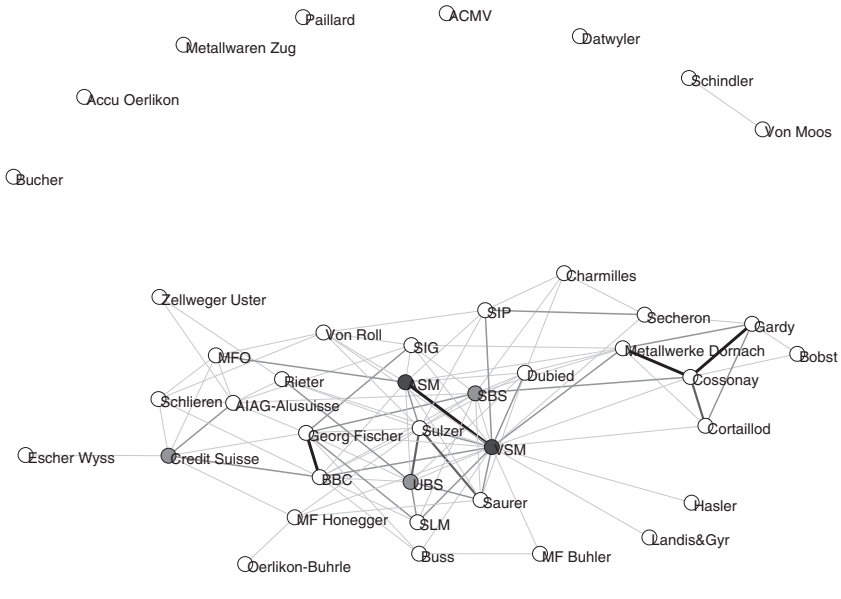 Paillard
ACMV
Metallwaren Zug
Datwyler
Schindler
Accu Oerlikon
Von Moos
Bucher
Charmilles
Zellweger Uster
SIP
Secheron
Gardy
Von Roll
SIG
Metallwerke Dornach
MFO
Bobst
Rieter
ASM
Dubied
Cossonay
SBS
Schlieren
AIAG-Alusuisse
Sulzer
Cortaillod
Georg Fischer
VSM
Escher Wyss
Credit Suisse
BBC
UBS
Saurer
Hasler
MF Honegger
SLM
Landis&Gyr
Buss
MF Buhler
Oerlikon-Buhrle